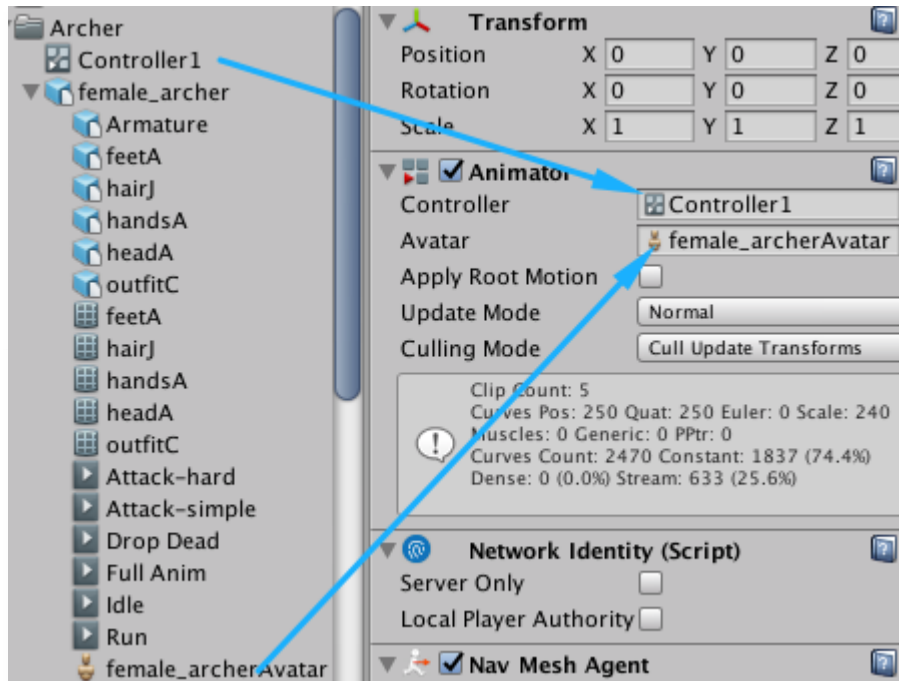 Archer
Controller1
female_archer
Armature
feetA
hairJ
handsA
headA
outfitC
feetA
hairJ
handsA
headA
outfitC
Attack-hard
Attack-simple
Drop Dead
Full Anim
Idle
Run
female_archerAvatar
Transform
Position X 0 Y 0 Z 0
Rotation X 0 Y 0 Z 0
Scale X 1 Y 1 Z 1
Animator
Controller Controller1
Avatar female_archerAvatar
Apply Root Motion
Update Mode Normal
Culling Mode Cull Update Transforms
Clip Count: 5
Curves Pos: 250 Quat: 250 Euler: 0 Scale: 240
Muscles: 0 Generic: 0 PPtr: 0
Curves Count: 2470 Constant: 1837 (74.4%)
Dense: 0 (0.0%) Stream: 633 (25.6%)
Network Identity (Script)
Server Only
Local Player Authority
Nav Mesh Agent